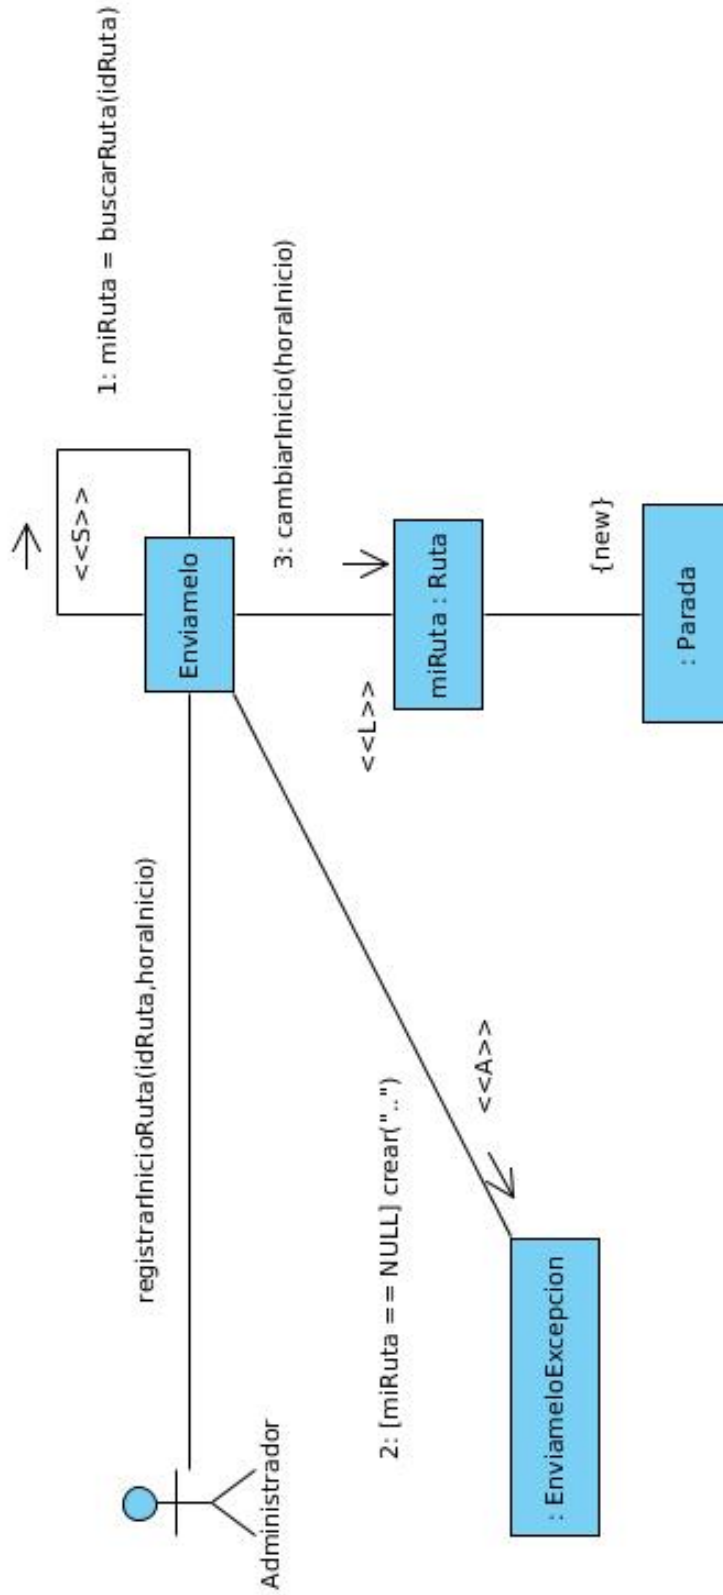 1: miRuta = buscarRuta(idRuta)
<<S>>
registrarInicioRuta(idRuta,horaInicio)
Enviamelo
Administrador
3: cambiarInicio(horaInicio)
<<L>>
2: [miRuta == NULL] crear("..")
miRuta : Ruta
<<A>>
: EnviameloExcepcion
{new}
: Parada